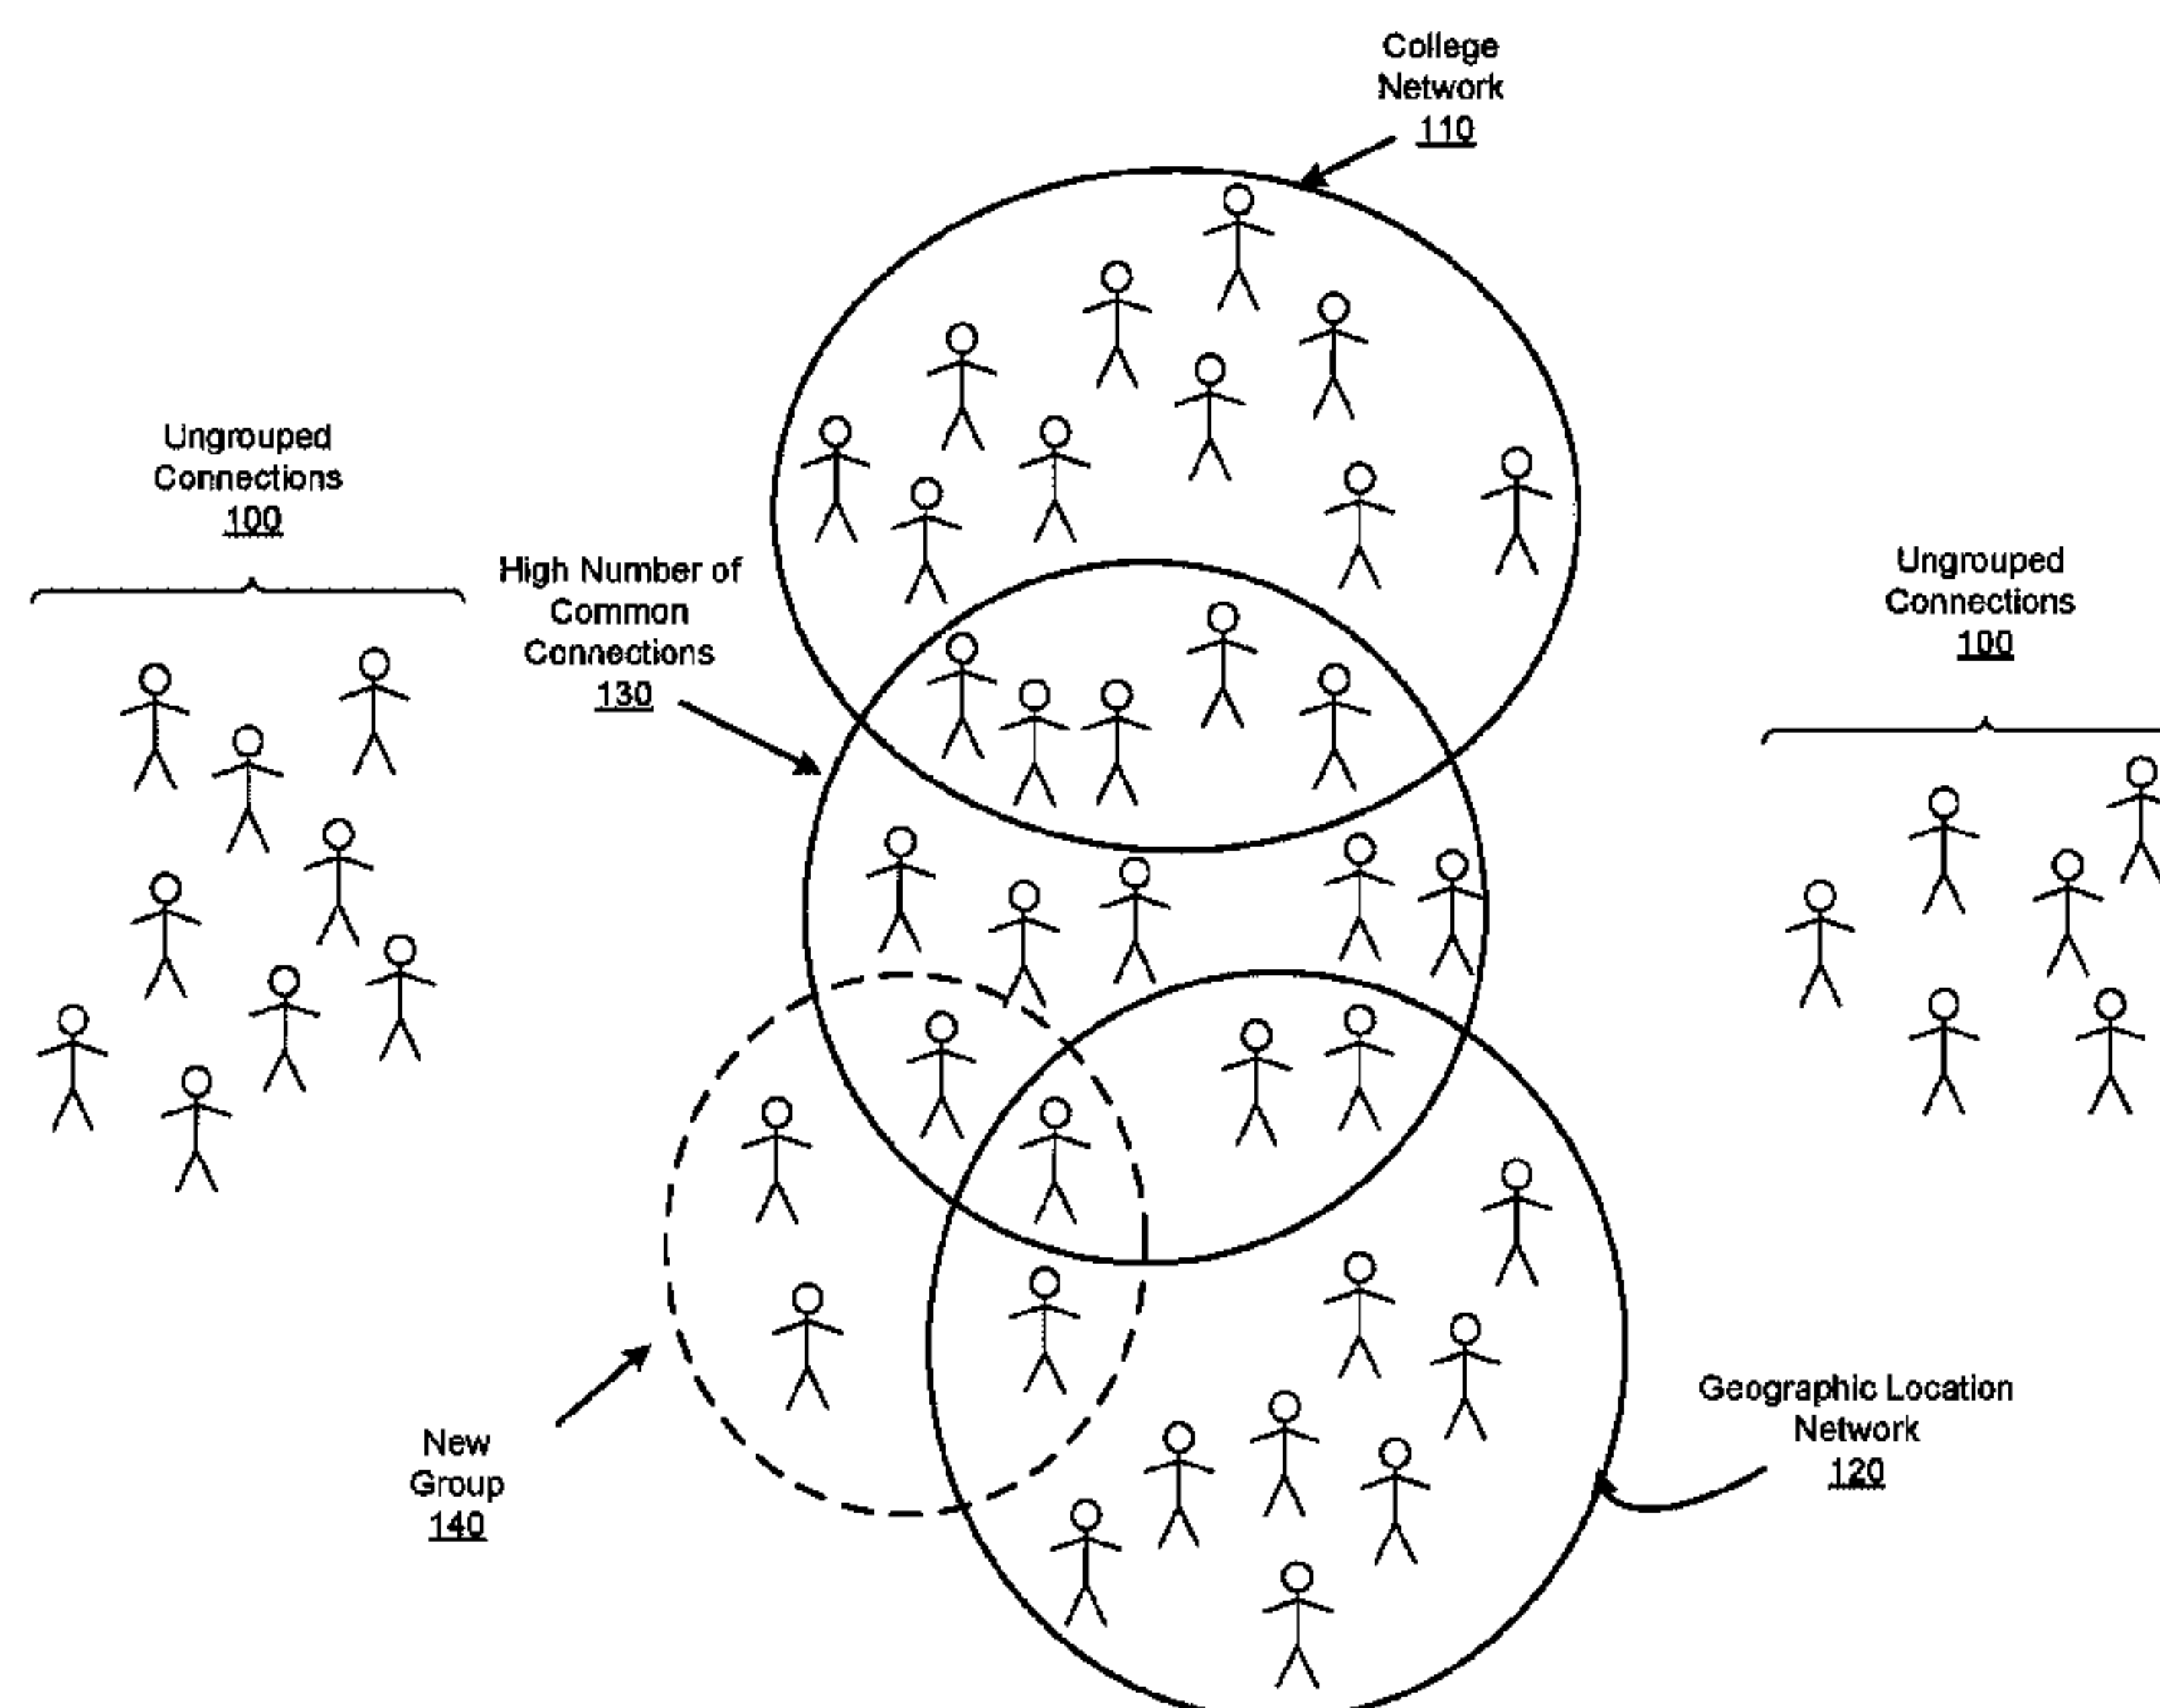 College
Network
110
Ungrouped
Connections
100
High Number of
Common
Connections
130
Ungrouped
Connections
100
New
Group
140
Geographic Location
Network
120